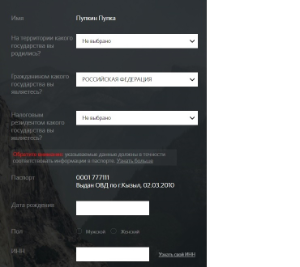 Имя Пупкин Пупка
На территории какого
государства вы
родились?
Не выбрано
Гражданином какого
государства вы
являетесь?
РОССИЙСКАЯ ФЕДЕРАЦИЯ
Налоговым
резидентом какого
государства вы
являетесь?
Не выбрано
указываемые данные должны в точности
соответствовать информации в паспорте. Узнать больше
Паспорт 0001 777111
Выдан ОВД по г.Кызыл, 02.03.2010
Дата рождения
Пол Мужской Женский
ИНН Узнать свой ИНН